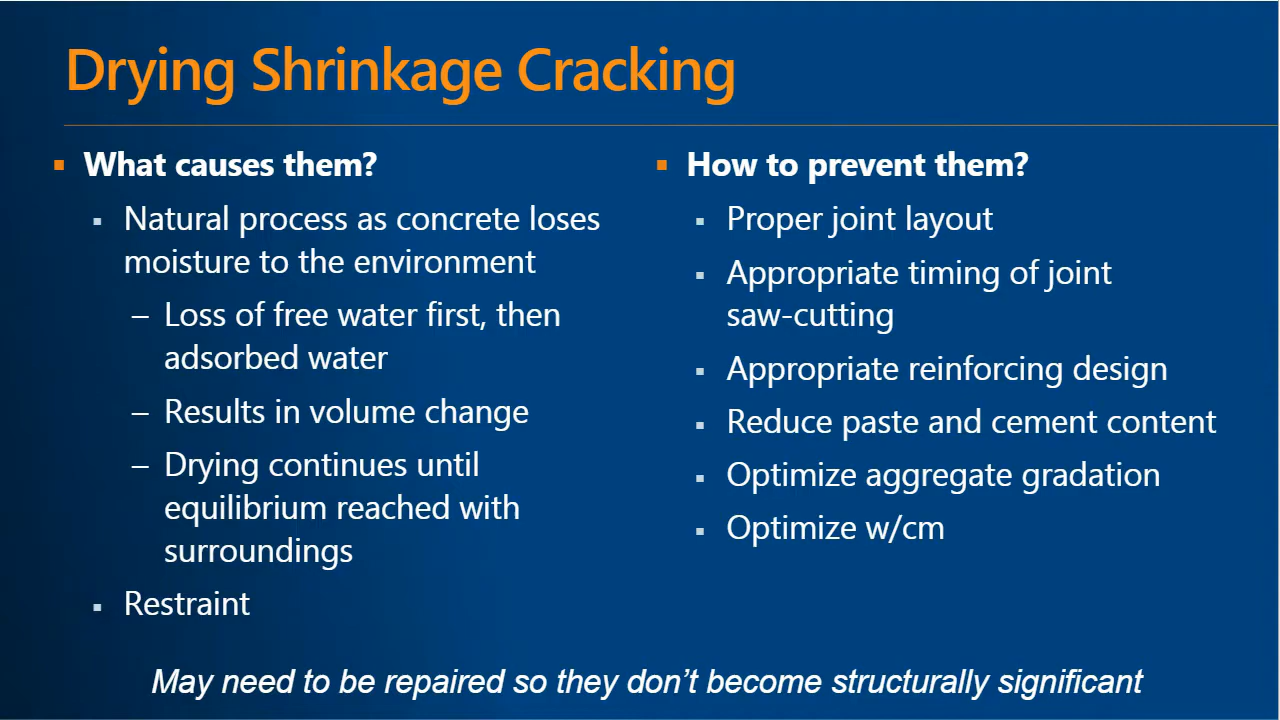 Drying Shrinkage Cracking
What causes them?
Natural process as concrete loses
moisture to the environment
– Loss of free water first, then
adsorbed water
– Results in volume change
– Drying continues until
equilibrium reached with
surroundings
Restraint
How to prevent them?
Proper joint layout
Appropriate timing of joint
saw-cutting
Appropriate reinforcing design
Reduce paste and cement content
Optimize aggregate gradation
Optimize w/cm
May need to be repaired so they don’t become structurally significant